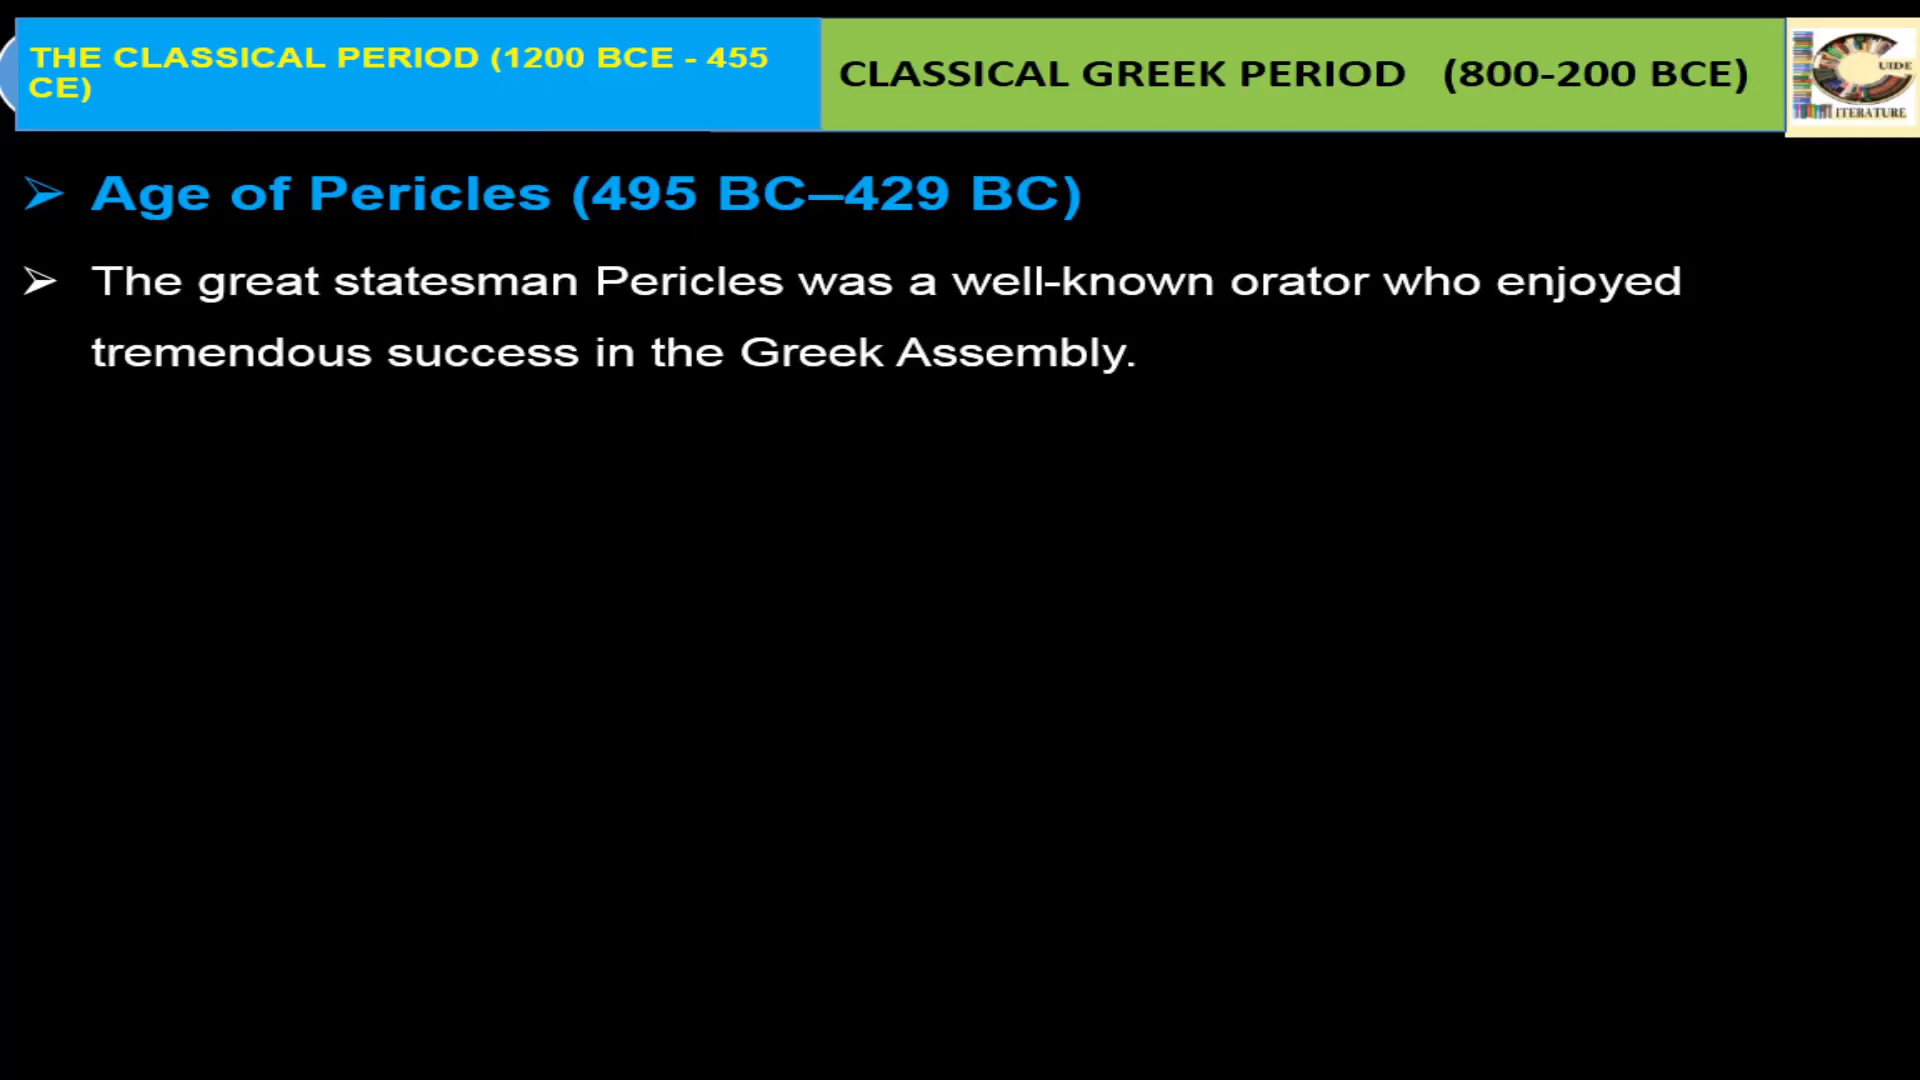 THE CLASSICAL PERIOD (1200 BCE - 455
CE)
CLASSICAL GREEK PERIOD (800-200 BCE)
UIDE
ITERATURE
➢ Age of Pericles (495 BC–429 BC)
➢ The great statesman Pericles was a well-known orator who enjoyed
tremendous success in the Greek Assembly.